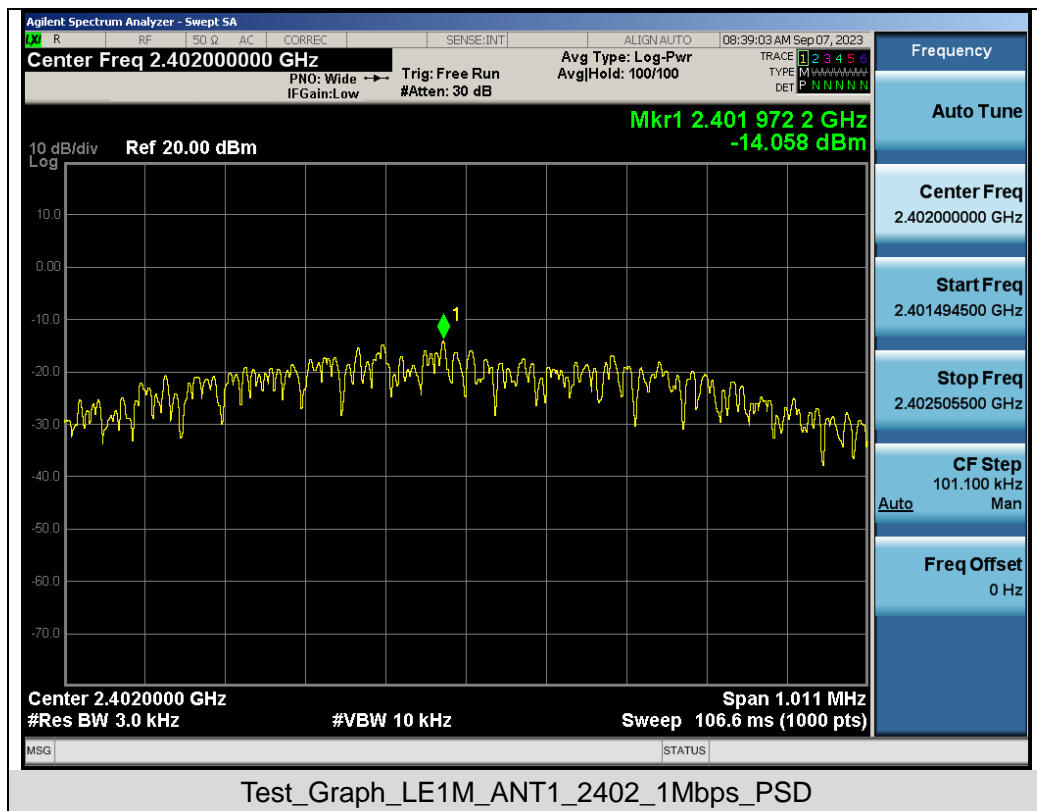 Agilent Spectrum Analyzer - Swept SA
LXI R RF 50 Ω AC CORREC SENSE:INT ALIGN AUTO 08:39:03 AM Sep 07, 2023
Center Freq 2.402000000 GHz
PNO: Wide
IFGain:Low
Trig: Free Run
#Atten: 30 dB
Avg Type: Log-Pwr
Avg|Hold: 100/100
TRACE 1 2 3 4 5 6
TYPE M
DET P N N N N N
Mkr1 2.401 972 2 GHz
-14.058 dBm
10 dB/div
Log
Ref 20.00 dBm
10.0
0.00
-10.0
-20.0
-30.0
-40.0
-50.0
-60.0
-70.0
1
Center 2.4020000 GHz
Span 1.011 MHz
#Res BW 3.0 kHz
#VBW 10 kHz
Sweep 106.6 ms (1000 pts)
MSG
STATUS
Frequency
Auto Tune
Center Freq
2.402000000 GHz
Start Freq
2.401494500 GHz
Stop Freq
2.402505500 GHz
CF Step
101.100 kHz
Auto Man
Freq Offset
0 Hz
Test_Graph_LE1M_ANT1_2402_1Mbps_PSD